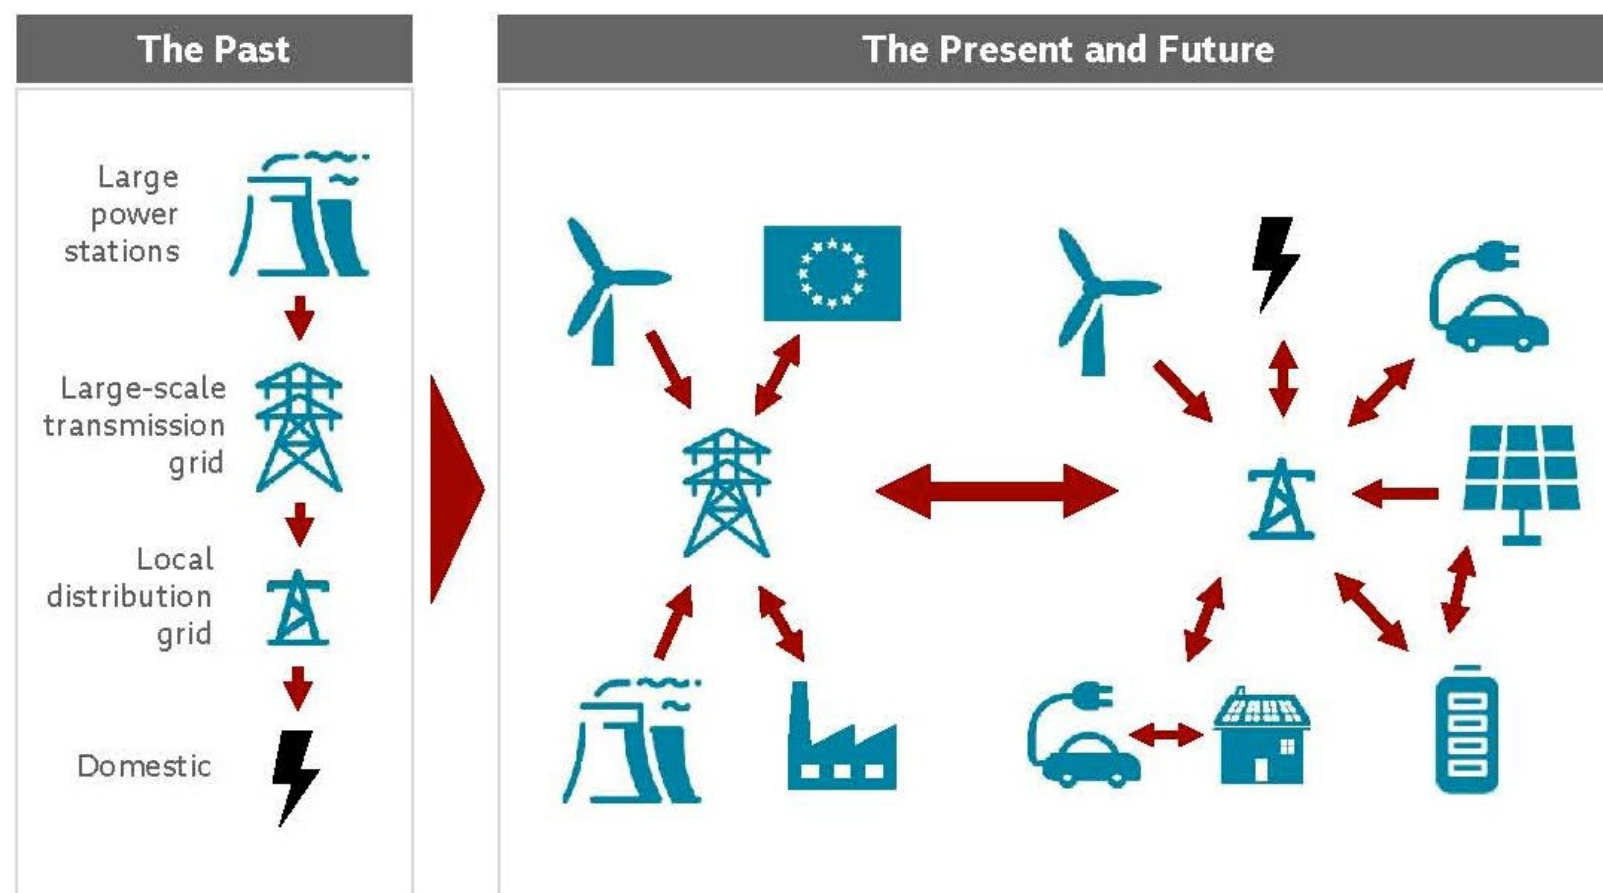 The Past
The Present and Future
Large
power
stations
Large-scale
transmission
grid
Local
distribution
grid
Domestic